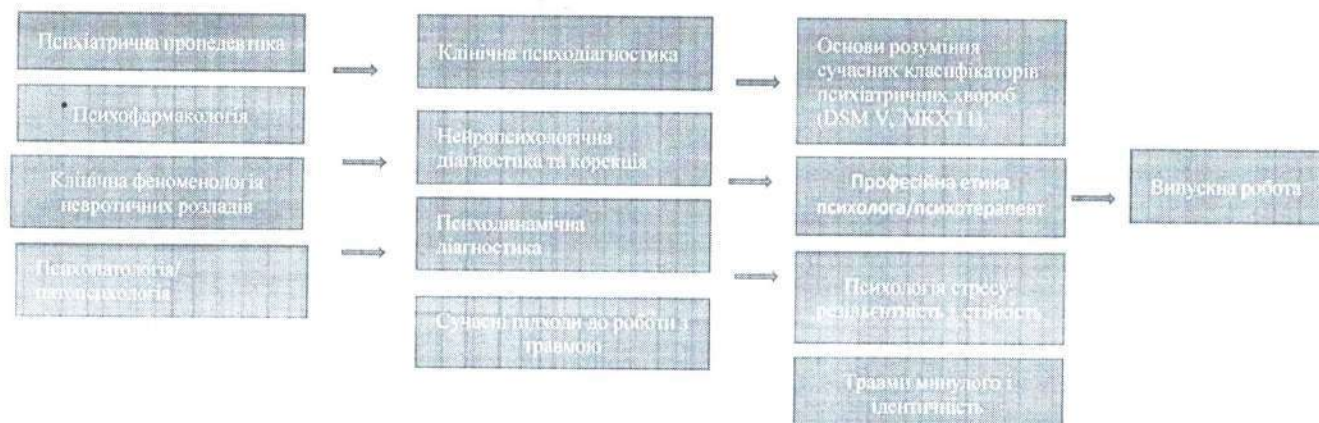 Психіатрична пропедевтика
Психофармакологія
Клінічна феноменологія
невротичних розладів
Психопатологія/
патопсихологія
Клінічна психодіагностика
Нейропсихологічна
діагностика та корекція
Психодинамічна
діагностика
Сучасні підходи до роботи з
травмою
Основи розуміння
сучасних класифікаторів
психіатричних хвороб
(DSM V, МКХ 11)
Професійна етика
психолога/психотерапевт
Психологія стресу:
резільєнтність і стійкість
Травми минулого і
ідентичність
Випускна робота